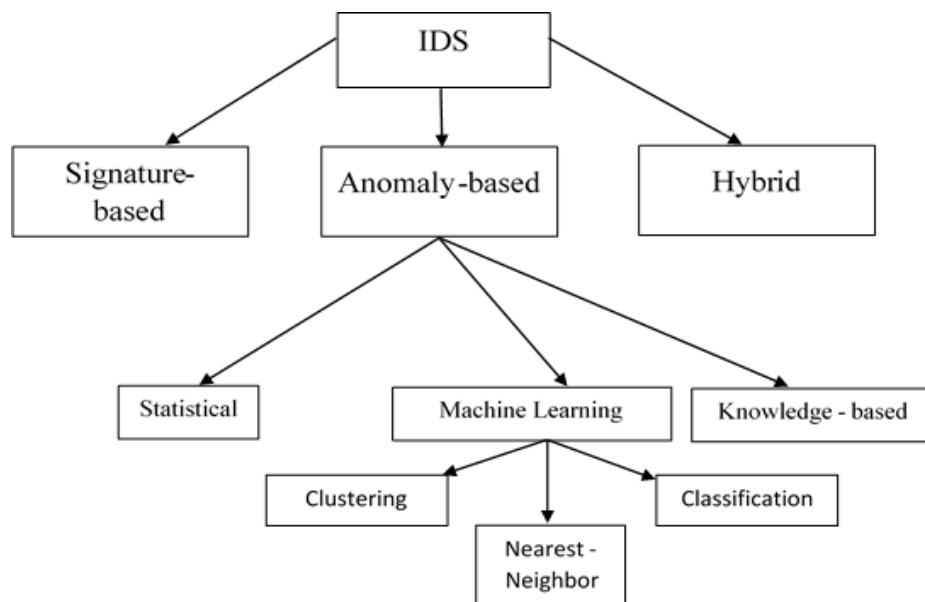 IDS
Signature-
based
Anomaly-based
Hybrid
Statistical
Machine Learning
Knowledge - based
Clustering
Nearest -
Neighbor
Classification